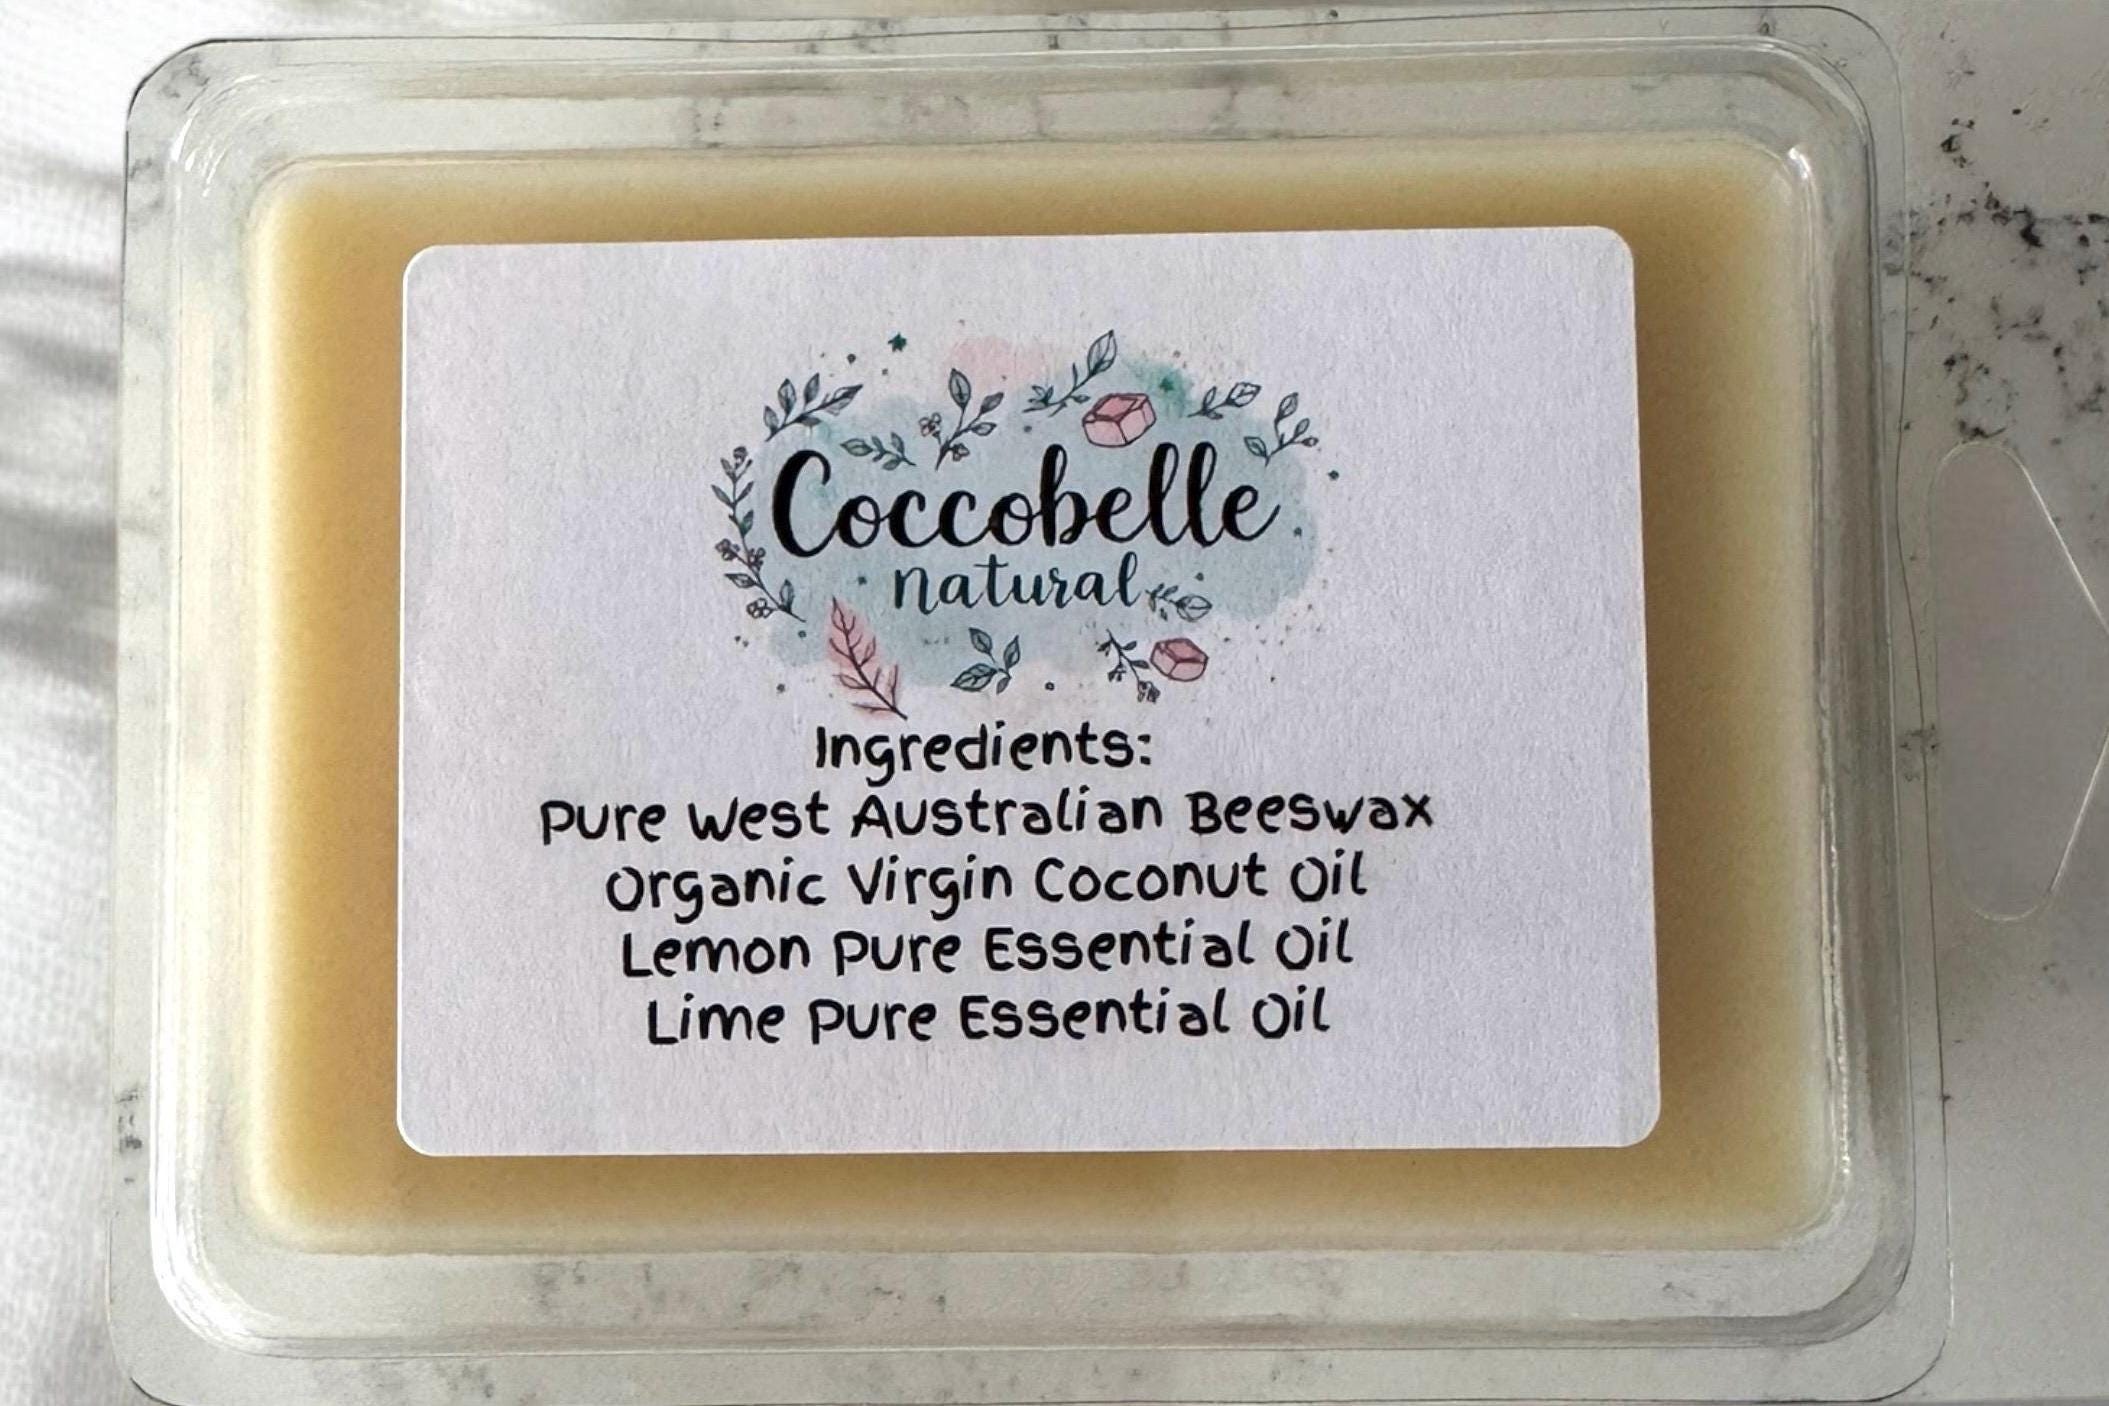 Coccobelle
natural
Ingredients:
Pure West Australian Beeswax
Organic Virgin Coconut Oil
Lemon Pure Essential Oil
Lime Pure Essential Oil